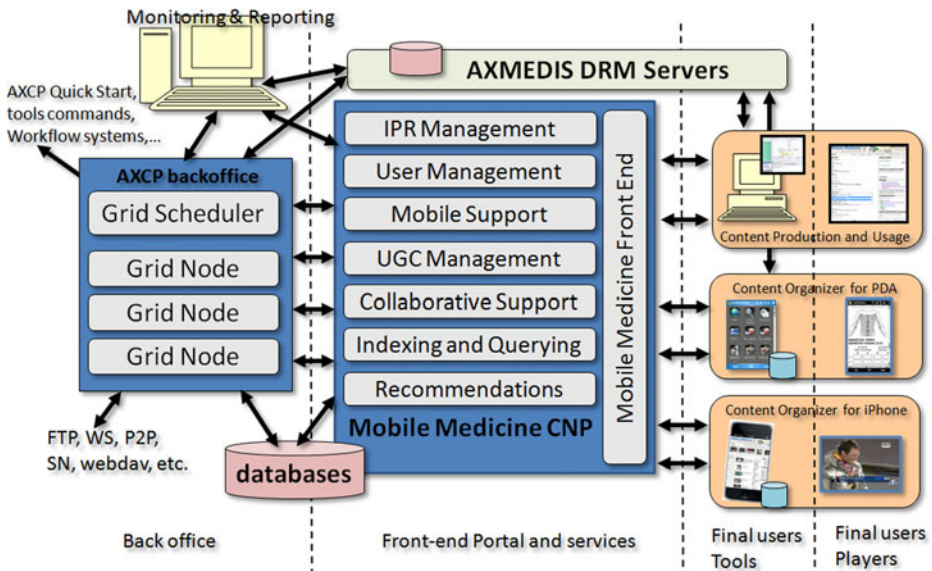 Monitoring & Reporting
AXMEDIS DRM Servers
AXCP Quick Start,
tools commands,
Workflow systems,...
AXCP backoffice
Grid Scheduler
Grid Node
Grid Node
Grid Node
FTP, WS, P2P,
SN, webdav, etc.
databases
IPR Management
User Management
Mobile Support
UGC Management
Collaborative Support
Indexing and Querying
Recommendations
Mobile Medicine CNP
Mobile Medicine Front End
Content Production and Usage
Content Organizer for PDA
Content Organizer for iPhone
Back office
Front-end Portal and services
Final users
Tools
Final users
Players